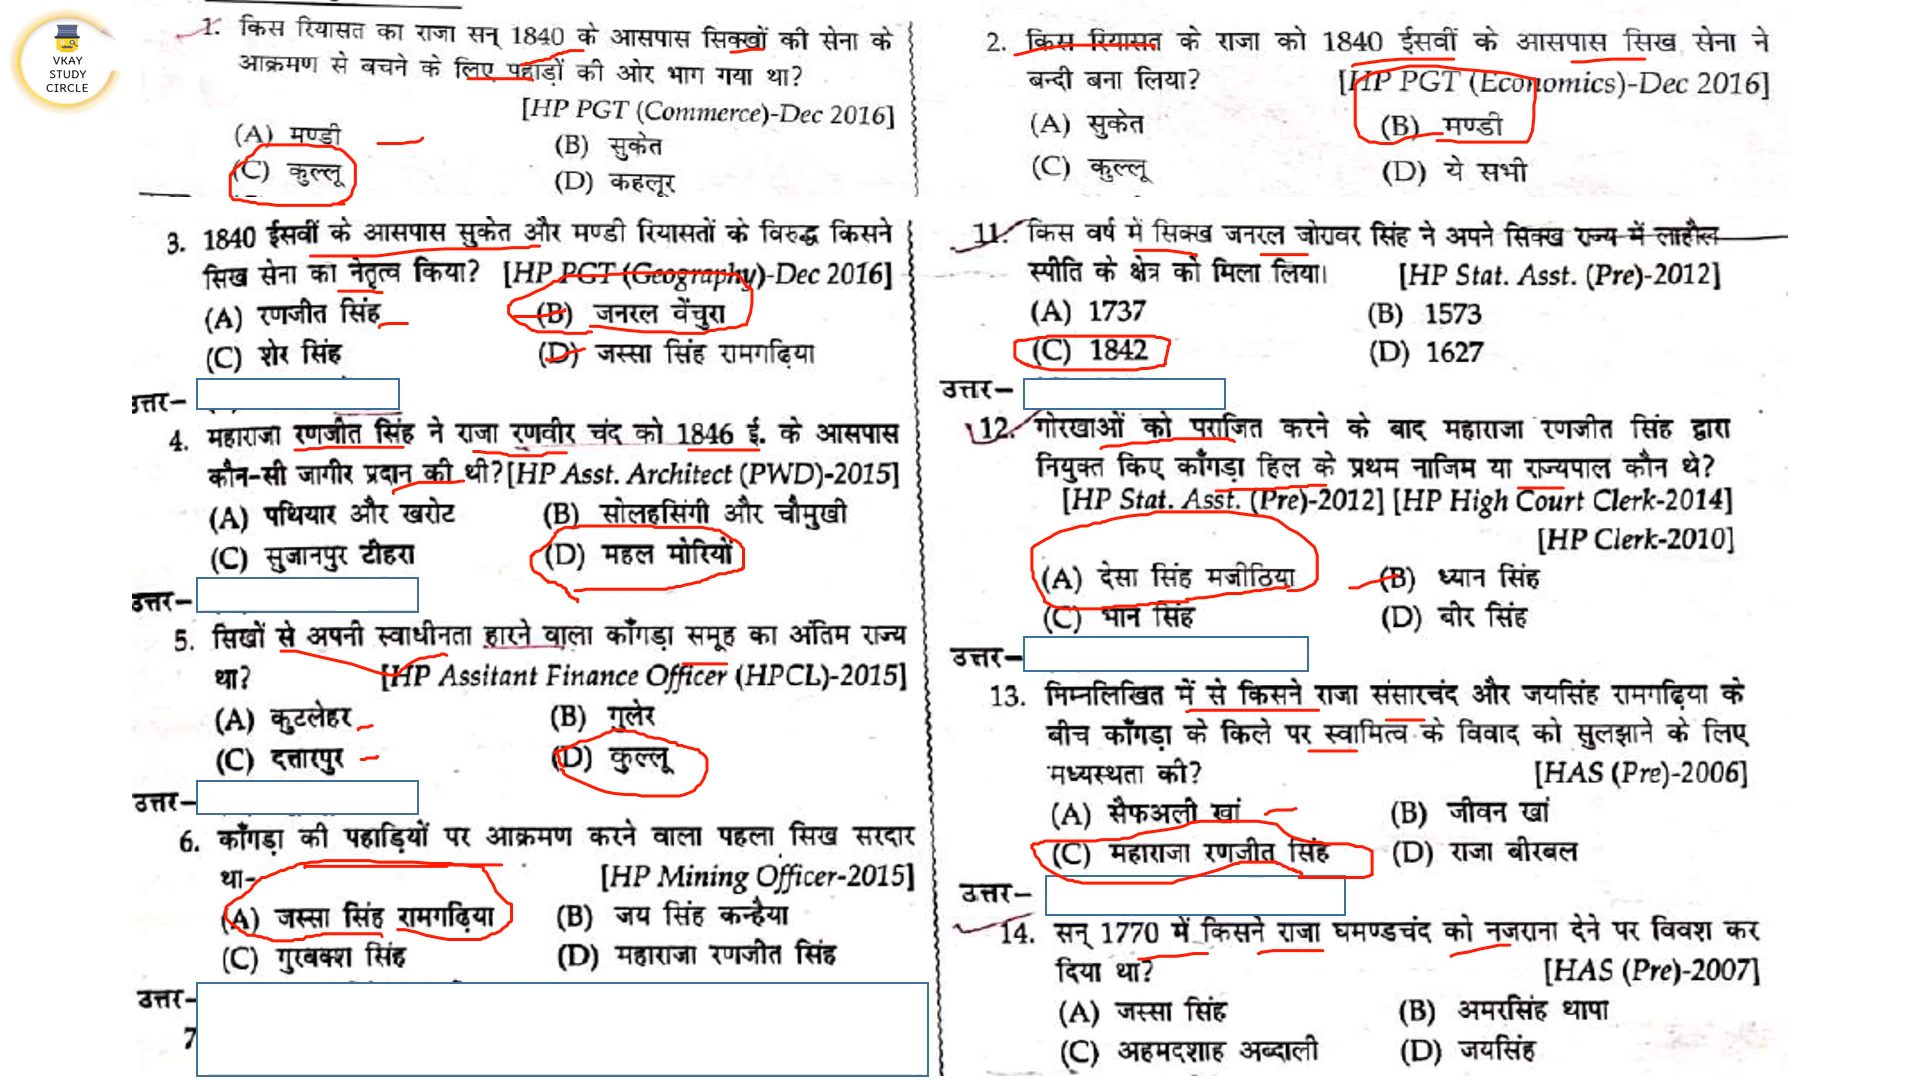 VKAY
STUDY
CIRCLE
1. किस रियासत का राजा सन् 1840 के आसपास सिक्खों की सेना के
आक्रमण से बचने के लिए पहाड़ों की ओर भाग गया था?
[HP PGT (Commerce)-Dec 2016]
(A) मण्डी (B) सुकेत
(C) कुल्लू (D) कहलूर
2. किस रियासत के राजा को 1840 ईसवीं के आसपास सिख सेना ने
बन्दी बना लिया? [HP PGT (Economics)-Dec 2016]
(A) सुकेत (B) मण्डी
(C) कुल्लू (D) ये सभी
3. 1840 ईसवीं के आसपास सुकेत और मण्डी रियासतों के विरुद्ध किसने
सिख सेना का नेतृत्व किया? [HP PGT (Geography)-Dec 2016]
(A) रणजीत सिंह (B) जनरल वेंचुरा
(C) शेर सिंह (D) जस्सा सिंह रामगढ़िया
उत्तर–
4. महाराजा रणजीत सिंह ने राजा रणवीर चंद को 1846 ई. के आसपास
कौन-सी जागीर प्रदान की थी? [HP Asst. Architect (PWD)-2015]
(A) पथियार और खरोट (B) सोलहसिंगी और चौमुखी
(C) सुजानपुर टीहरा (D) महल मोरियों
उत्तर–
5. सिखों से अपनी स्वाधीनता हारने वाला काँगड़ा समूह का अंतिम राज्य
था? [HP Assitant Finance Officer (HPCL)-2015]
(A) कुटलेहर (B) गुलेर
(C) दत्तारपुर (D) कुल्लू
उत्तर–
6. काँगड़ा की पहाड़ियों पर आक्रमण करने वाला पहला सिख सरदार
था- [HP Mining Officer-2015]
(A) जस्सा सिंह रामगढ़िया (B) जय सिंह कन्हैया
(C) गुरबक्श सिंह (D) महाराजा रणजीत सिंह
उत्तर–
7
11. किस वर्ष में सिक्ख जनरल जोरावर सिंह ने अपने सिक्ख राज्य में लाहौल
स्पीति के क्षेत्र को मिला लिया। [HP Stat. Asst. (Pre)-2012]
(A) 1737 (B) 1573
(C) 1842 (D) 1627
उत्तर–
12. गोरखाओं को पराजित करने के बाद महाराजा रणजीत सिंह द्वारा
नियुक्त किए काँगड़ा हिल के प्रथम नाजिम या राज्यपाल कौन थे?
[HP Stat. Asst. (Pre)-2012] [HP High Court Clerk-2014]
[HP Clerk-2010]
(A) देसा सिंह मजीठिया (B) ध्यान सिंह
(C) भान सिंह (D) बीर सिंह
उत्तर–
13. निम्नलिखित में से किसने राजा संसारचंद और जयसिंह रामगढ़िया के
बीच काँगड़ा के किले पर स्वामित्व के विवाद को सुलझाने के लिए
मध्यस्थता की? [HAS (Pre)-2006]
(A) सैफअली खां (B) जीवन खां
(C) महाराजा रणजीत सिंह (D) राजा बीरबल
उत्तर–
14. सन् 1770 में किसने राजा घमण्डचंद को नजराना देने पर विवश कर
दिया था? [HAS (Pre)-2007]
(A) जस्सा सिंह (B) अमरसिंह थापा
(C) अहमदशाह अब्दाली (D) जयसिंह